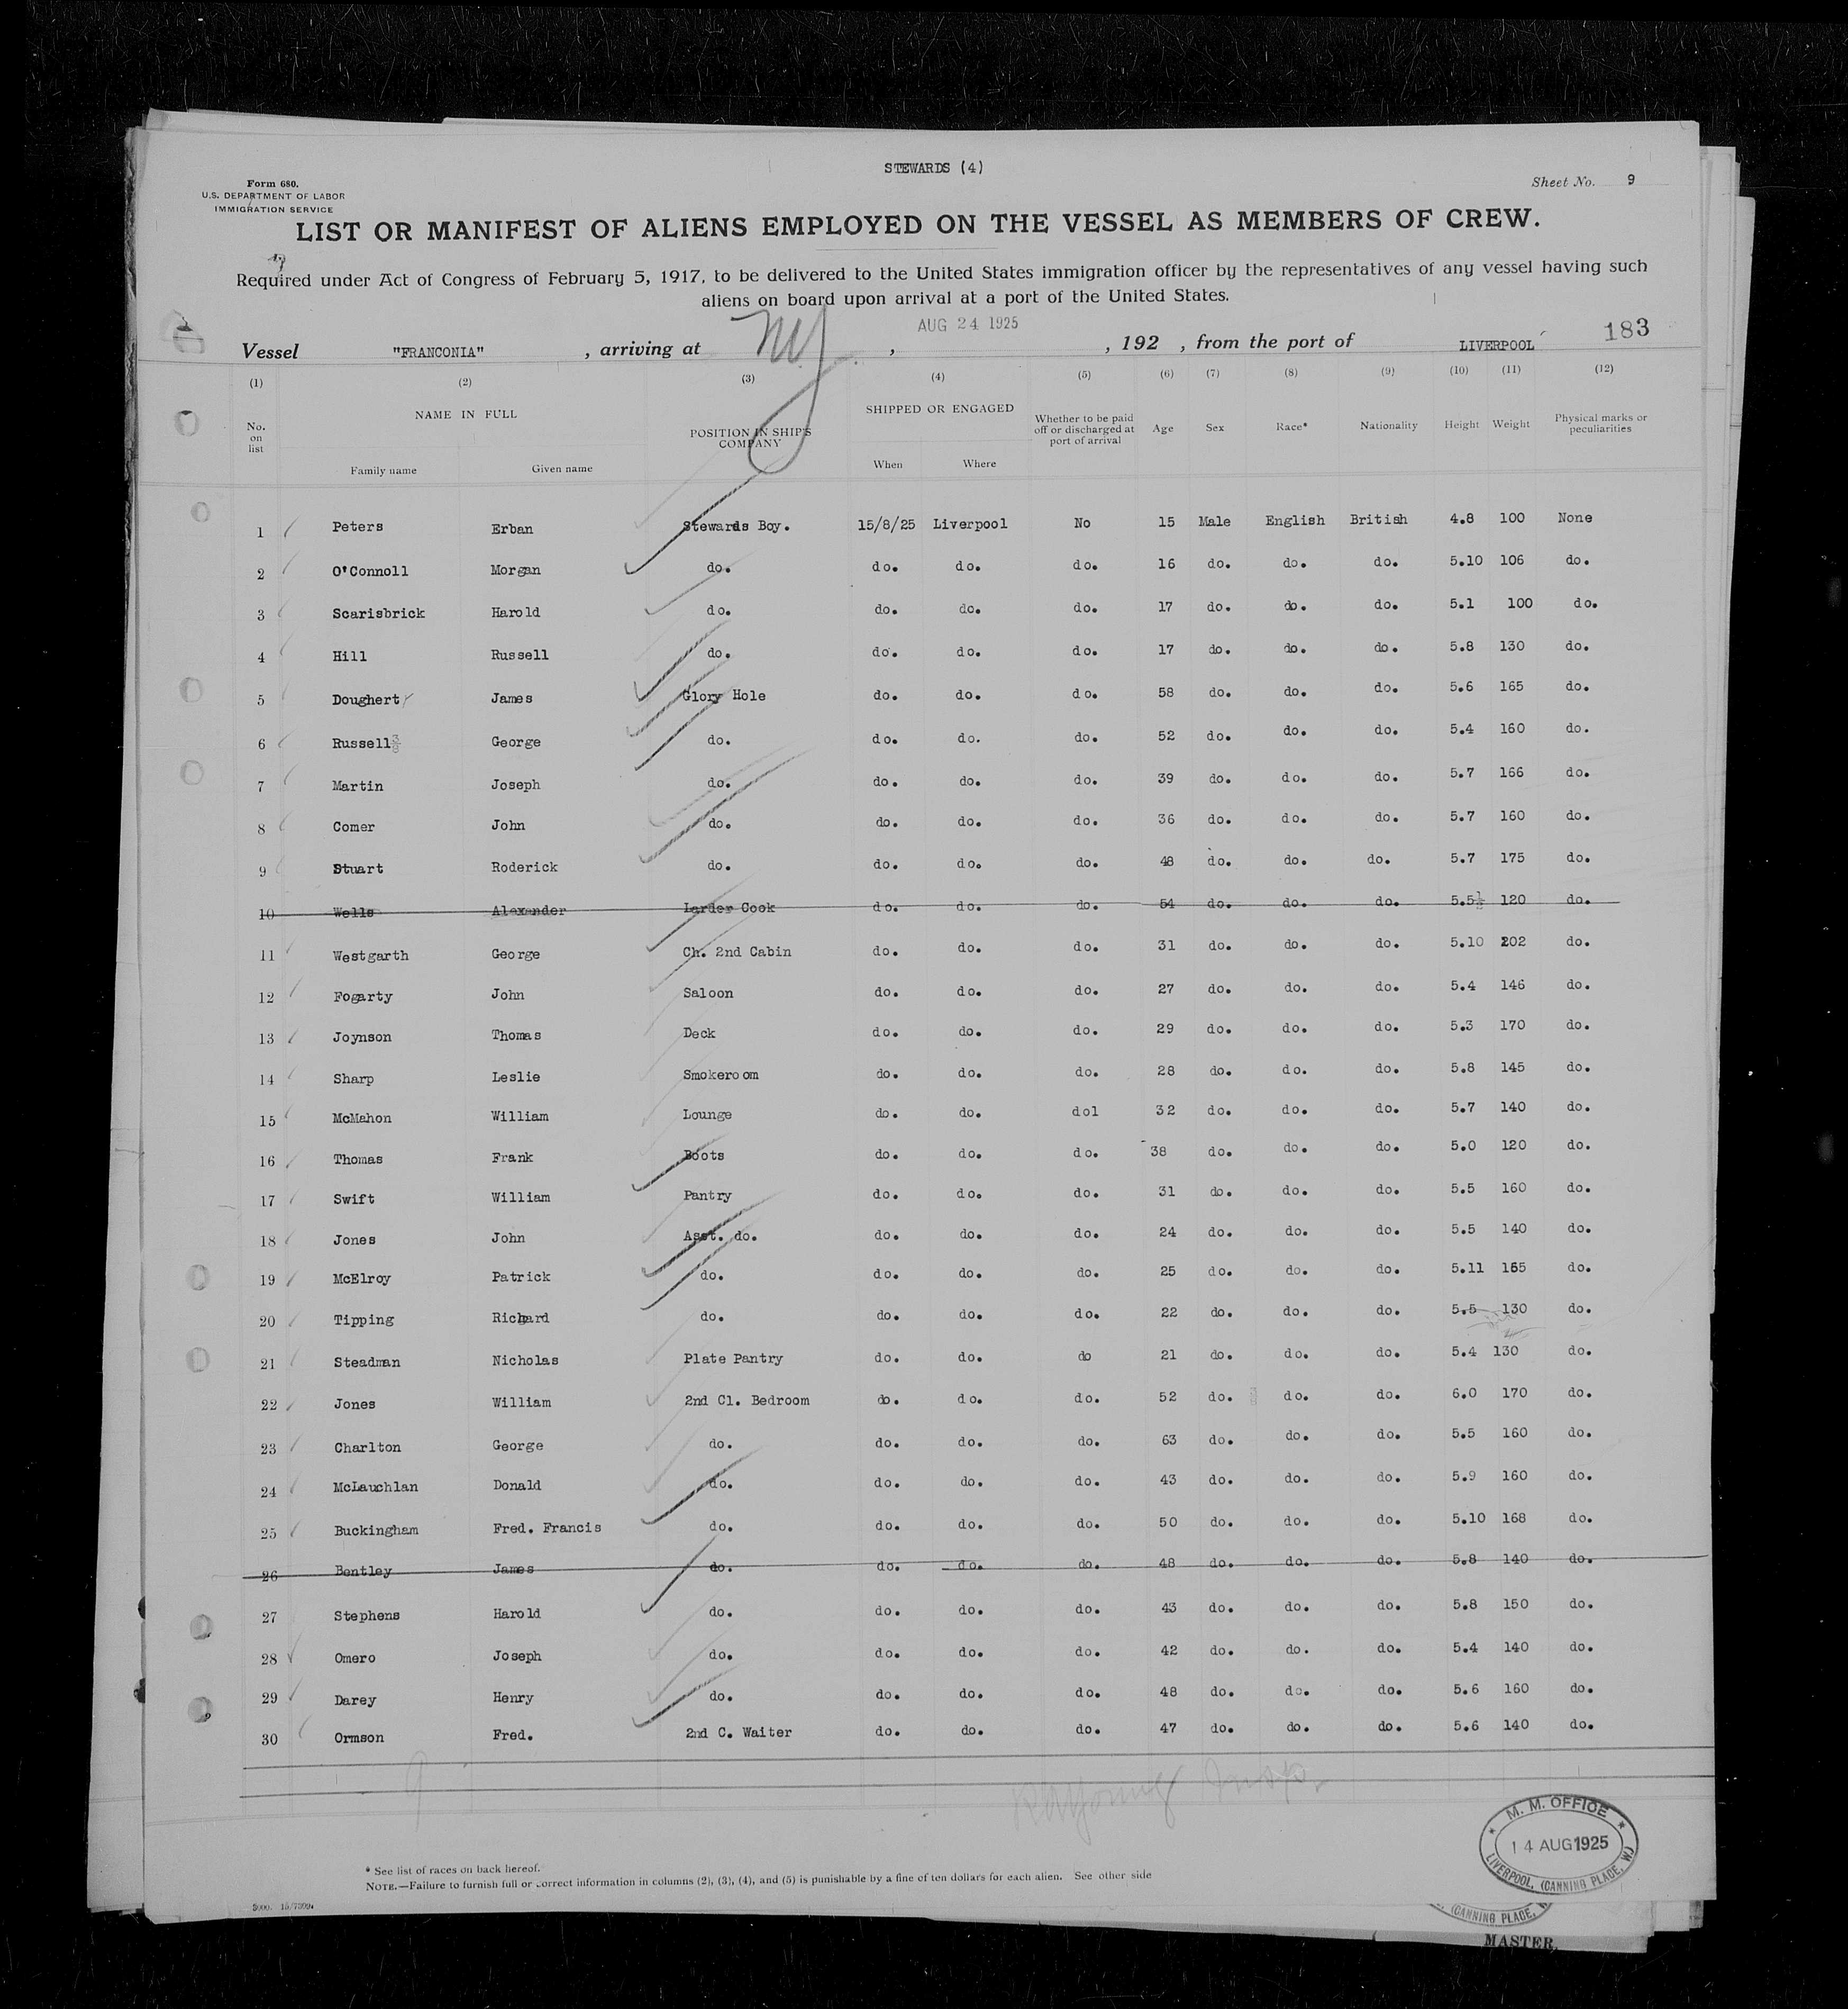 STEWARDS (4)
Form 680.
U.S. DEPARTMENT OF LABOR
IMMIGRATION SERVICE
Sheet No. 9
LIST OR MANIFEST OF ALIENS EMPLOYED ON THE VESSEL AS MEMBERS OF CREW.
Required under Act of Congress of February 5, 1917, to be delivered to the United States immigration officer by the representatives of any vessel having such
aliens on board upon arrival at a port of the United States.
AUG 24 1925
183
Vessel "FRANCONIA" , arriving at NY , , 192 , from the port of LIVERPOOL
(1) (2) (3) (4) (5) (6) (7) (8) (9) (10) (11) (12)
No. on list NAME IN FULL POSITION IN SHIP'S COMPANY SHIPPED OR ENGAGED Whether to be paid off or discharged at port of arrival Age Sex Race* Nationality Height Weight Physical marks or peculiarities
Family name Given name When Where
1 Peters Erban Stewards Boy. 15/8/25 Liverpool No 15 Male English British 4.8 100 None
2 O'Connoll Morgan do. do. do. do. 16 do. do. do. 5.10 106 do.
3 Scarisbrick Harold do. do. do. do. 17 do. do. do. 5.1 100 do.
4 Hill Russell do. do. do. do. 17 do. do. do. 5.8 130 do.
5 Dougherty James Glory Hole do. do. do. 58 do. do. do. 5.6 165 do.
6 Russell George do. do. do. do. 52 do. do. do. 5.4 160 do.
7 Martin Joseph do. do. do. do. 39 do. do. do. 5.7 166 do.
8 Comer John do. do. do. do. 36 do. do. do. 5.7 160 do.
9 Stuart Roderick do. do. do. do. 48 do. do. do. 5.7 175 do.
10 Wells Alexander Larder Cook do. do. do. 54 do. do. do. 5.5½ 120 do.
11 Westgarth George Ch. 2nd Cabin do. do. do. 31 do. do. do. 5.10 202 do.
12 Fogarty John Saloon do. do. do. 27 do. do. do. 5.4 146 do.
13 Joynson Thomas Deck do. do. do. 29 do. do. do. 5.3 170 do.
14 Sharp Leslie Smokeroom do. do. do. 28 do. do. do. 5.8 145 do.
15 McMahon William Lounge do. do. do1 32 do. do. do. 5.7 140 do.
16 Thomas Frank Boots do. do. do. 38 do. do. do. 5.0 120 do.
17 Swift William Pantry do. do. do. 31 do. do. do. 5.5 160 do.
18 Jones John Asst. do. do. do. do. 24 do. do. do. 5.5 140 do.
19 McElroy Patrick do. do. do. do. 25 do. do. do. 5.11 165 do.
20 Tipping Richard do. do. do. do. 22 do. do. do. 5.5 130 do.
21 Steadman Nicholas Plate Pantry do. do. do 21 do. do. do. 5.4 130 do.
22 Jones William 2nd Cl. Bedroom do. do. do. 52 do. do. do. 6.0 170 do.
23 Charlton George do. do. do. do. 63 do. do. do. 5.5 160 do.
24 McLauchlan Donald do. do. do. do. 43 do. do. do. 5.9 160 do.
25 Buckingham Fred. Francis do. do. do. do. 50 do. do. do. 5.10 168 do.
26 Bentley James do. do. do. do. 48 do. do. do. 5.8 140 do.
27 Stephens Harold do. do. do. do. 43 do. do. do. 5.8 150 do.
28 Omero Joseph do. do. do. do. 42 do. do. do. 5.4 140 do.
29 Darey Henry do. do. do. do. 48 do. do. do. 5.6 160 do.
30 Ormson Fred. 2nd C. Waiter do. do. do. 47 do. do. do. 5.6 140 do.
M. M. OFFICE
14 AUG 1925
LIVERPOOL, (CANNING PLACE, W)
* See list of races on back hereof.
NOTE.—Failure to furnish full or correct information in columns (2), (3), (4), and (5) is punishable by a fine of ten dollars for each alien. See other side
(CANNING PLACE,
MASTER.